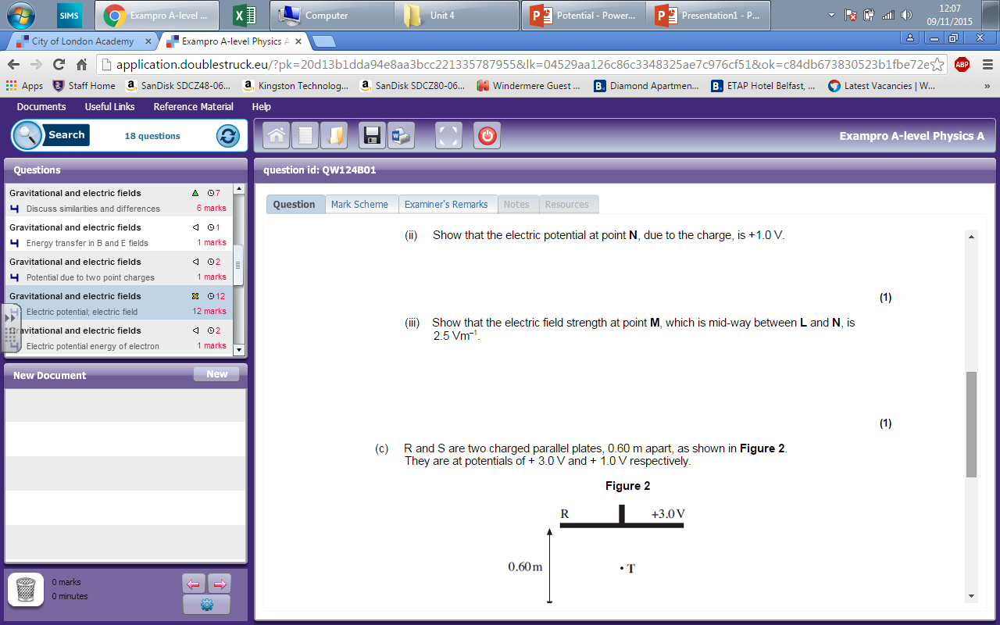 SIMS
Exampro A-level ...
Computer
Unit 4
Potential - Power...
Presentation1 - P...
12:07
09/11/2015
City of London Academy
Exampro A-level Physics A
application.doublestruck.eu/?pk=20d13b1dda94e8aa3bcc221335787955&lk=04529aa126c86c3348325ae7c976cf51&ok=c84db673830523b1fbe72e
ABP
Apps
Staff Home
SanDisk SDCZ48-06...
Kingston Technolog...
SanDisk SDCZ80-06...
Windermere Guest ...
Diamond Apartmen...
ETAP Hotel Belfast, ...
Latest Vacancies | W...
»
Documents
Useful Links
Reference Material
Help
Search
18 questions
Exampro A-level Physics A
Questions
question id: QW124B01
Gravitational and electric fields 7
4 Discuss similarities and differences 6 marks
Gravitational and electric fields 1
4 Energy transfer in B and E fields 1 marks
Gravitational and electric fields 2
4 Potential due to two point charges 1 marks
Gravitational and electric fields 12
4 Electric potential; electric field 12 marks
Gravitational and electric fields 2
4 Electric potential energy of electron 1 marks
New Document
New
0 marks
0 minutes
Question
Mark Scheme
Examiner's Remarks
Notes
Resources
(ii) Show that the electric potential at point N, due to the charge, is +1.0 V.
(1)
(iii) Show that the electric field strength at point M, which is mid-way between L and N, is
2.5 Vm⁻¹.
(1)
(c) R and S are two charged parallel plates, 0.60 m apart, as shown in Figure 2.
They are at potentials of + 3.0 V and + 1.0 V respectively.
Figure 2
R +3.0 V
0.60 m
• T